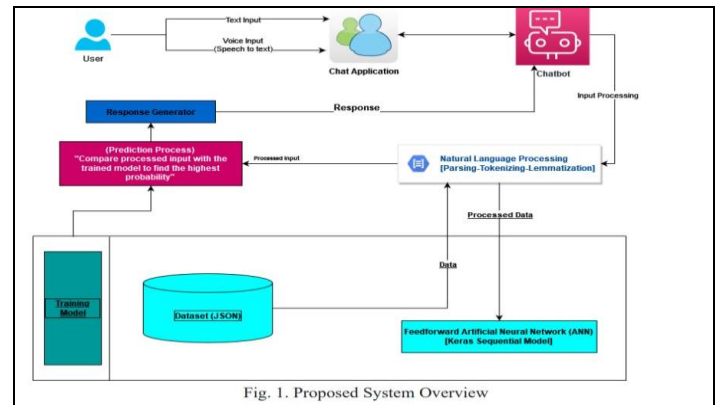 Text Input
Voice Input
(Speech to text)
User
Chat Application
Chatbot
Input Processing
Response Generator
Response
(Prediction Process)
"Compare processed input with the
trained model to find the highest
probability"
Processed Input
Natural Language Processing
[Parsing-Tokenizing-Lemmatization]
Processed Data
Data
Training
Model
Dataset (JSON)
Feedforward Artificial Neural Network (ANN)
[Keras Sequential Model]
Fig. 1. Proposed System Overview